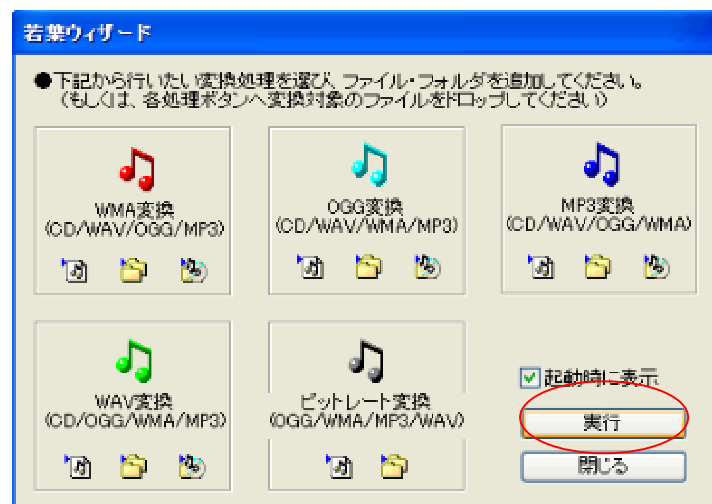 若葉ウィザード
●下記から行いたい変換処理を選び、ファイル・フォルダを追加してください。
(もしくは、各処理ボタンへ変換対象のファイルをドロップしてください)
WMA変換
(CD/WAV/OGG/MP3)
OGG変換
(CD/WAV/WMA/MP3)
MP3変換
(CD/WAV/OGG/WMA)
WAV変換
(CD/OGG/WMA/MP3)
ビットレート変換
(OGG/WMA/MP3/WAV)
起動時に表示
実行
閉じる